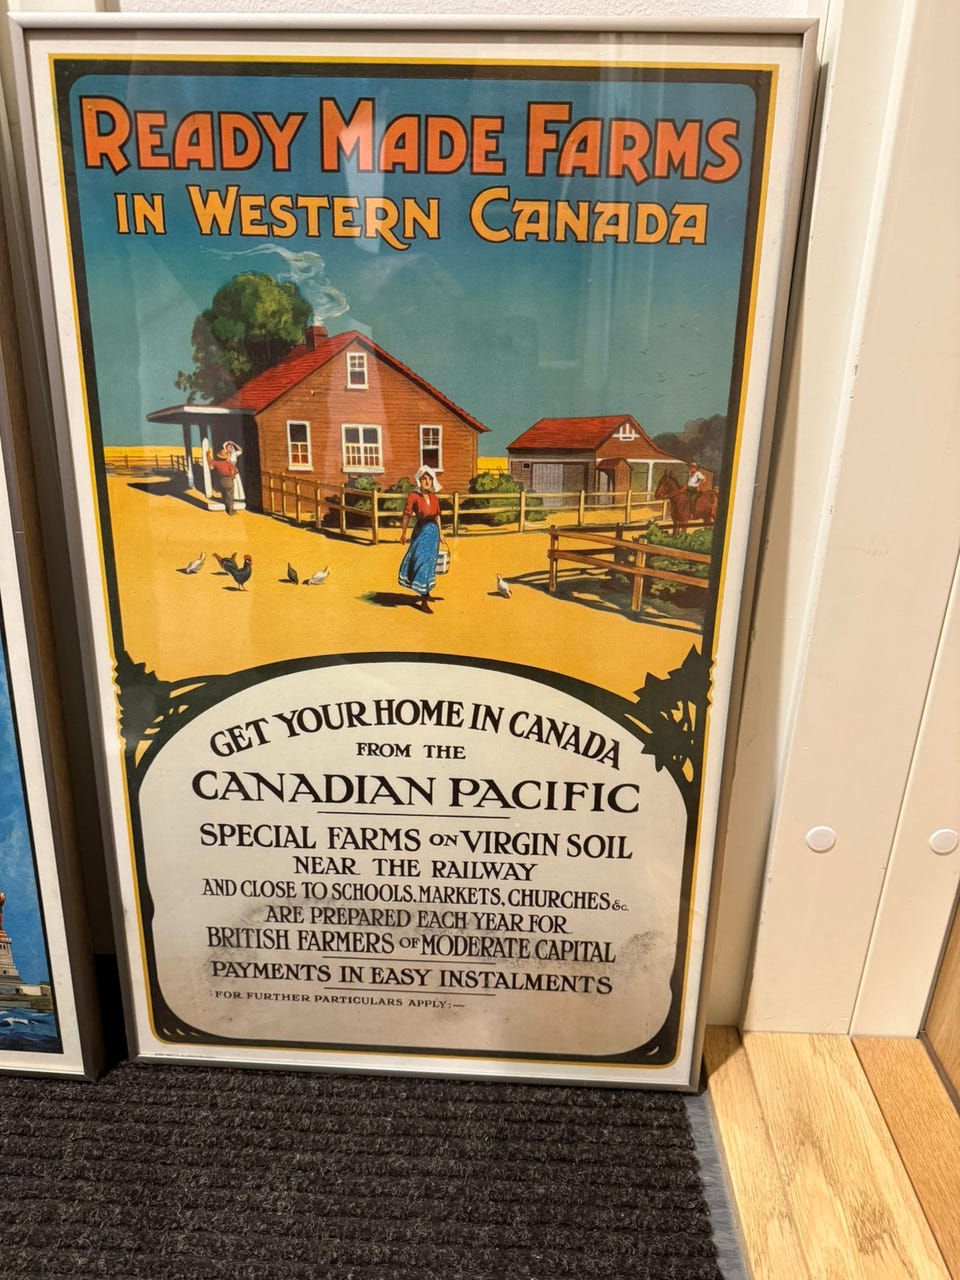 READY MADE FARMS
IN WESTERN CANADA
GET YOUR HOME IN CANADA
FROM THE
CANADIAN PACIFIC
SPECIAL FARMS ON VIRGIN SOIL
NEAR THE RAILWAY
AND CLOSE TO SCHOOLS, MARKETS, CHURCHES &c.
ARE PREPARED EACH YEAR FOR
BRITISH FARMERS OF MODERATE CAPITAL
PAYMENTS IN EASY INSTALMENTS
FOR FURTHER PARTICULARS APPLY:—